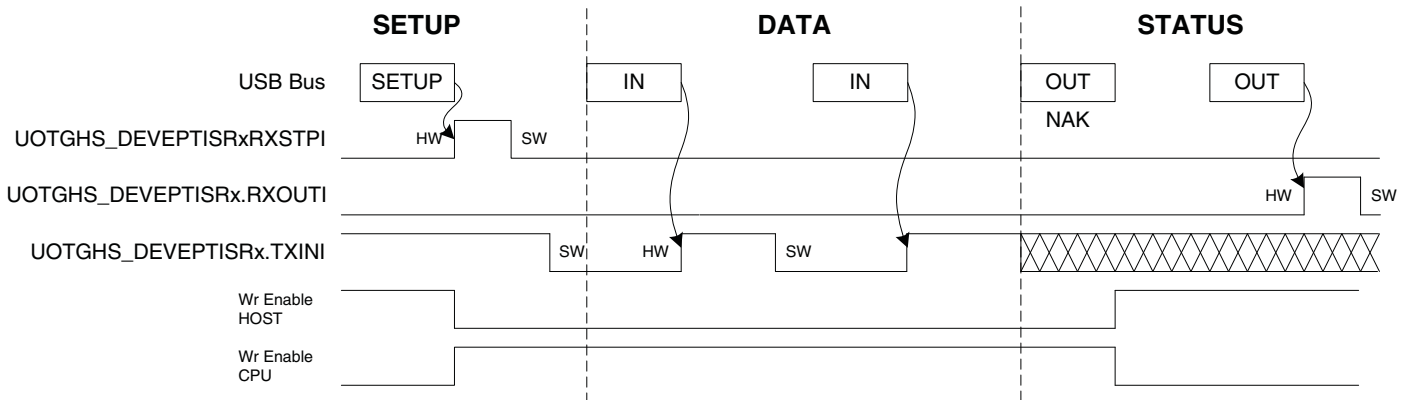 SETUP DATA STATUS
USB Bus SETUP IN IN OUT OUT
NAK
UOTGHS_DEVEPTISRxRXSTPI HW SW
UOTGHS_DEVEPTISRx.RXOUTI HW SW
UOTGHS_DEVEPTISRx.TXINI SW HW SW
Wr Enable
HOST
Wr Enable
CPU